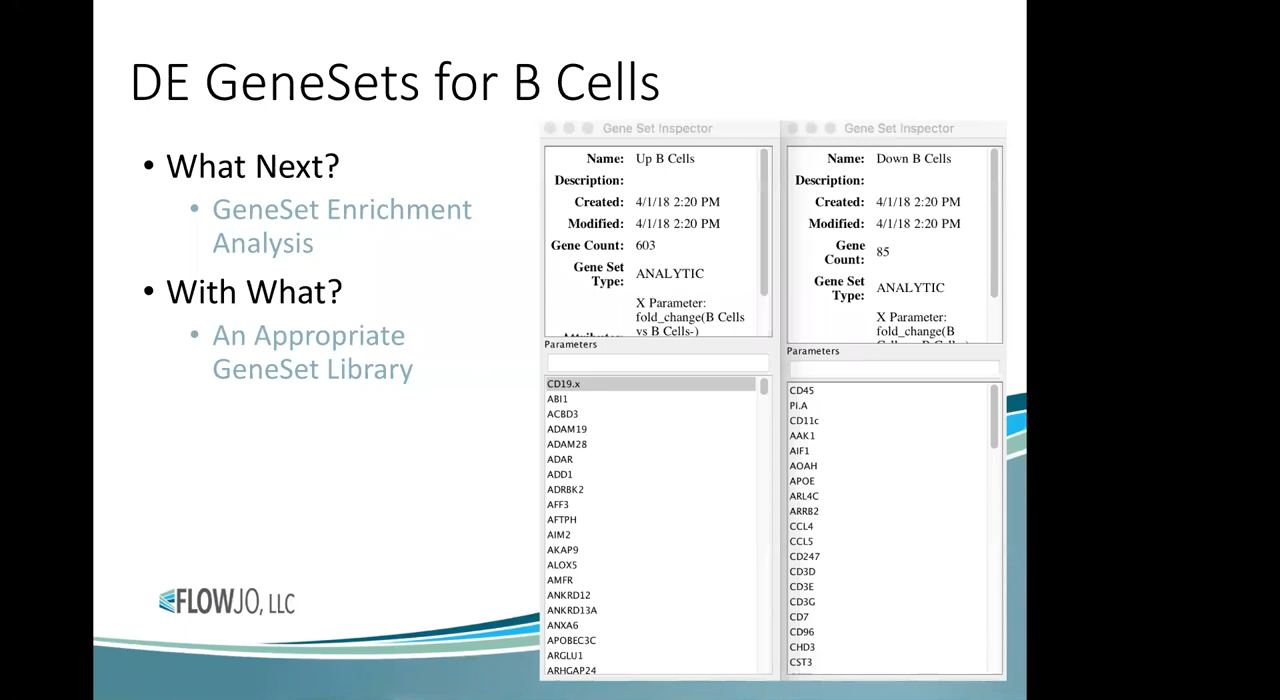 DE GeneSets for B Cells
• What Next?
• GeneSet Enrichment
Analysis
• With What?
• An Appropriate
GeneSet Library
FLOWJO, LLC
Gene Set Inspector
Name: Up B Cells
Description:
Created: 4/1/18 2:20 PM
Modified: 4/1/18 2:20 PM
Gene Count: 603
Gene Set
Type: ANALYTIC
X Parameter:
fold_change(B Cells
vs B Cells-)
Parameters
CD19.x
ABI1
ACBD3
ADAM19
ADAM28
ADAR
ADD1
ADRBK2
AFF3
AFTPH
AIM2
AKAP9
ALOX5
AMFR
ANKRD12
ANKRD13A
ANXA6
APOBEC3C
ARGLU1
ARHGAP24
Gene Set Inspector
Name: Down B Cells
Description:
Created: 4/1/18 2:20 PM
Modified: 4/1/18 2:20 PM
Gene
Count: 85
Gene Set
Type: ANALYTIC
X Parameter:
fold_change(B
Parameters
CD45
PI.A
CD11c
AAK1
AIF1
AOAH
APOE
ARL4C
ARRB2
CCL4
CCL5
CD247
CD3D
CD3E
CD3G
CD7
CD96
CHD3
CST3